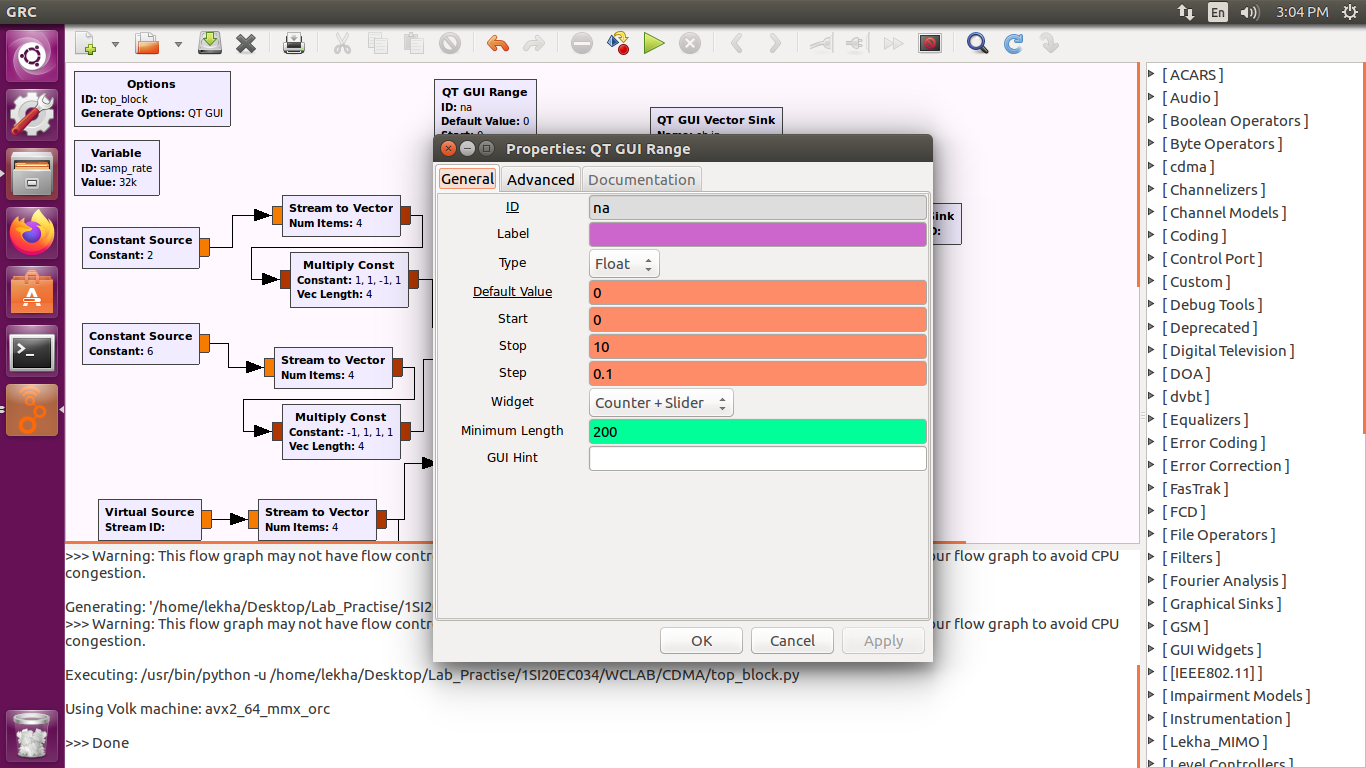 GRC
En
3:04 PM
Options
ID: top_block
Generate Options: QT GUI
Variable
ID: samp_rate
Value: 32k
QT GUI Range
ID: na
Default Value: 0
QT GUI Vector Sink
Constant Source
Constant: 2
Stream to Vector
Num Items: 4
Multiply Const
Constant: 1, 1, -1, 1
Vec Length: 4
Constant Source
Constant: 6
Stream to Vector
Num Items: 4
Multiply Const
Constant: -1, 1, 1, 1
Vec Length: 4
Virtual Source
Stream ID:
Stream to Vector
Num Items: 4
Sink
D:
Properties: QT GUI Range
General
Advanced
Documentation
ID
na
Label
Type
Float
Default Value
0
Start
0
Stop
10
Step
0.1
Widget
Counter + Slider
Minimum Length
200
GUI Hint
OK
Cancel
Apply
>>> Warning: This flow graph may not have flow contr our flow graph to avoid CPU
congestion.
Generating: '/home/lekha/Desktop/Lab_Practise/1SI2
>>> Warning: This flow graph may not have flow contr our flow graph to avoid CPU
congestion.
Executing: /usr/bin/python -u /home/lekha/Desktop/Lab_Practise/1SI20EC034/WCLAB/CDMA/top_block.py
Using Volk machine: avx2_64_mmx_orc
>>> Done
[ ACARS ]
[ Audio ]
[ Boolean Operators ]
[ Byte Operators ]
[ cdma ]
[ Channelizers ]
[ Channel Models ]
[ Coding ]
[ Control Port ]
[ Custom ]
[ Debug Tools ]
[ Deprecated ]
[ Digital Television ]
[ DOA ]
[ dvbt ]
[ Equalizers ]
[ Error Coding ]
[ Error Correction ]
[ FasTrak ]
[ FCD ]
[ File Operators ]
[ Filters ]
[ Fourier Analysis ]
[ Graphical Sinks ]
[ GSM ]
[ GUI Widgets ]
[ [IEEE802.11] ]
[ Impairment Models ]
[ Instrumentation ]
[ Lekha_MIMO ]
[ Level Controllers ]